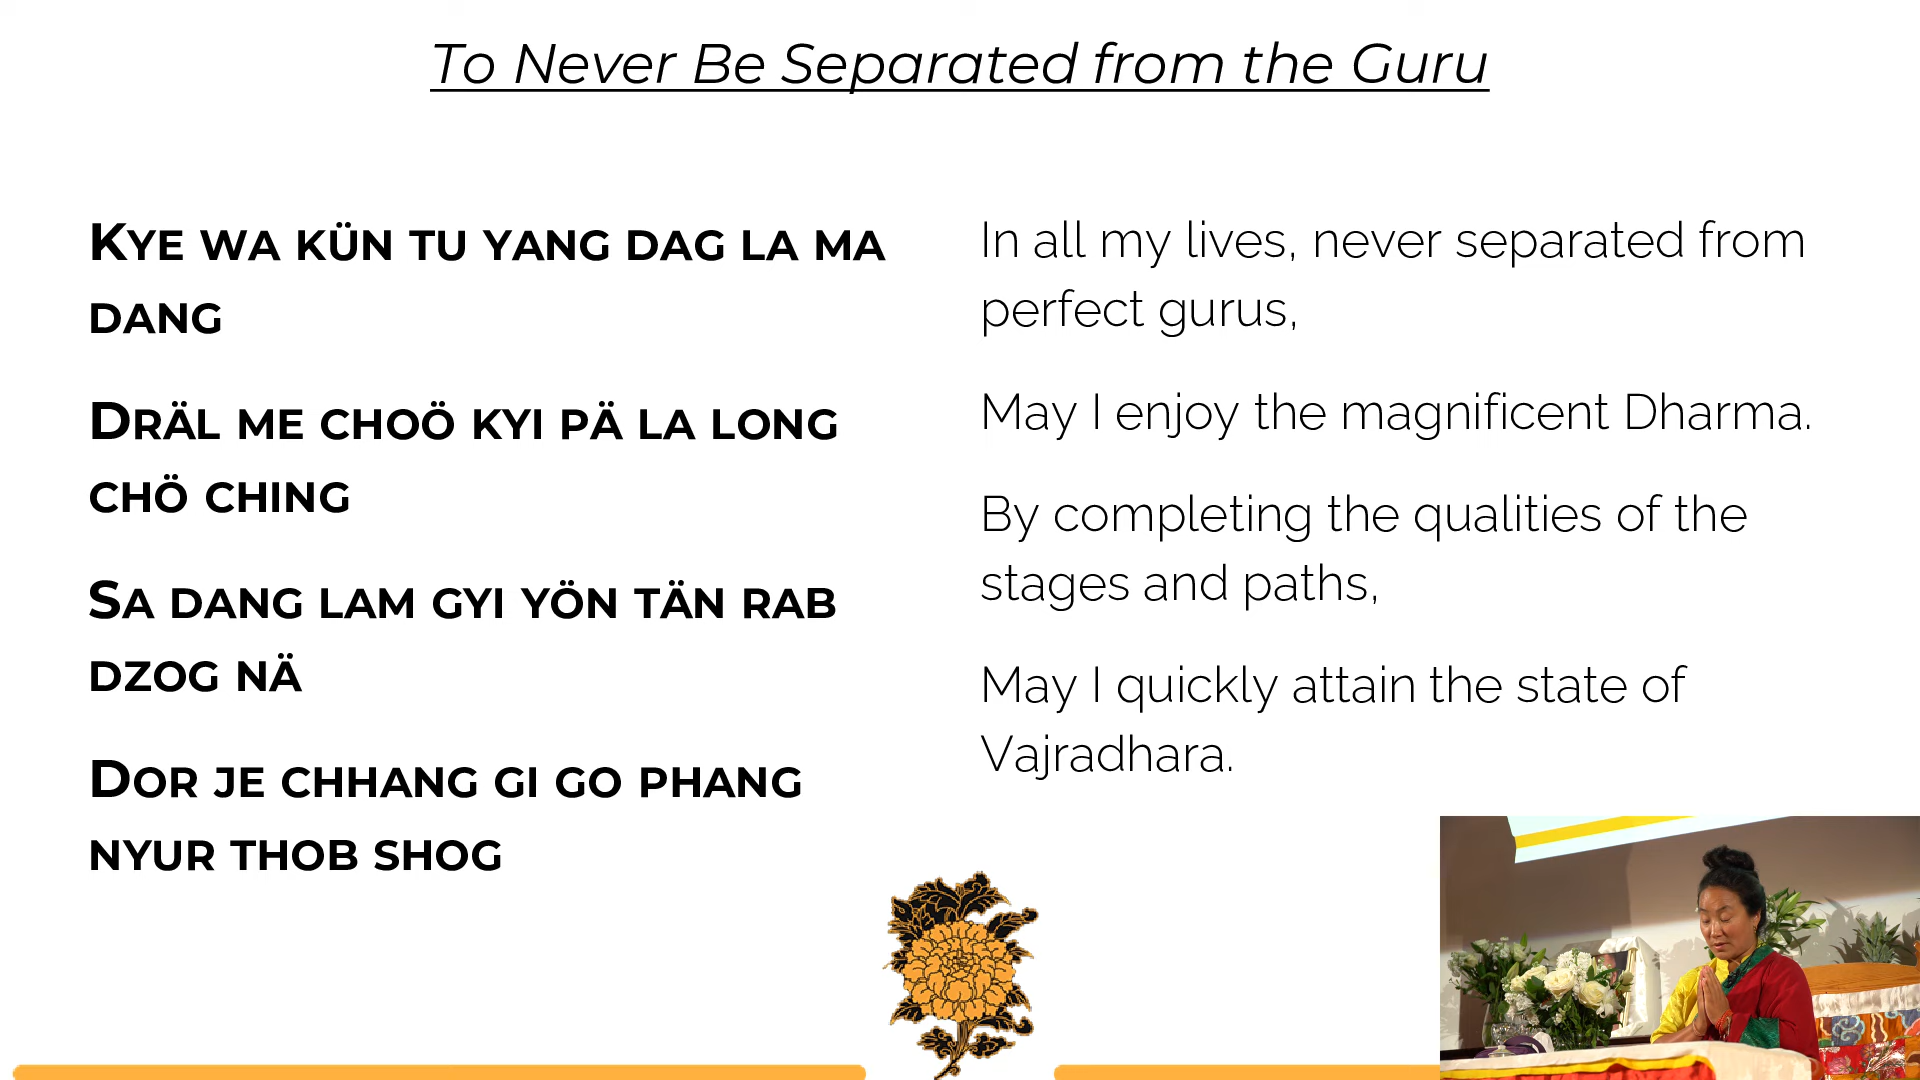 To Never Be Separated from the Guru
KYE WA KÜN TU YANG DAG LA MA
DANG
DRÄL ME CHOÖ KYI PÄ LA LONG
CHÖ CHING
SA DANG LAM GYI YÖN TÄN RAB
DZOG NÄ
DOR JE CHHANG GI GO PHANG
NYUR THOB SHOG
In all my lives, never separated from
perfect gurus,
May I enjoy the magnificent Dharma.
By completing the qualities of the
stages and paths,
May I quickly attain the state of
Vajradhara.